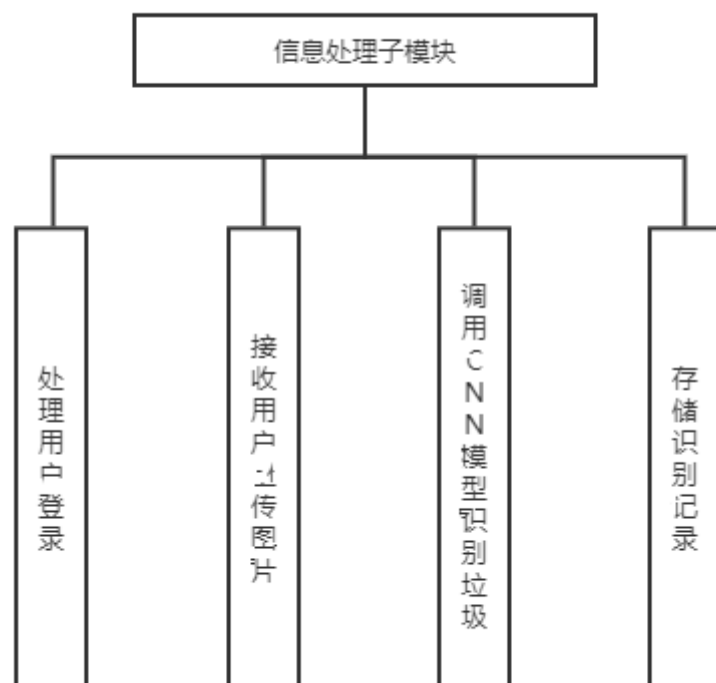 信息处理子模块
处理用户登录
接收用户上传图片
调用CNN模型识别垃圾
存储识别记录